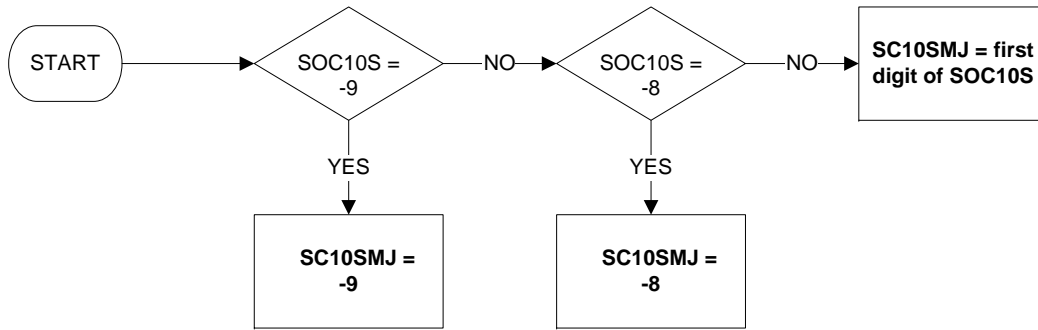 START
SOC10S =
-9
NO
SOC10S =
-8
NO
SC10SMJ = first
digit of SOC10S
YES
YES
SC10SMJ =
-9
SC10SMJ =
-8